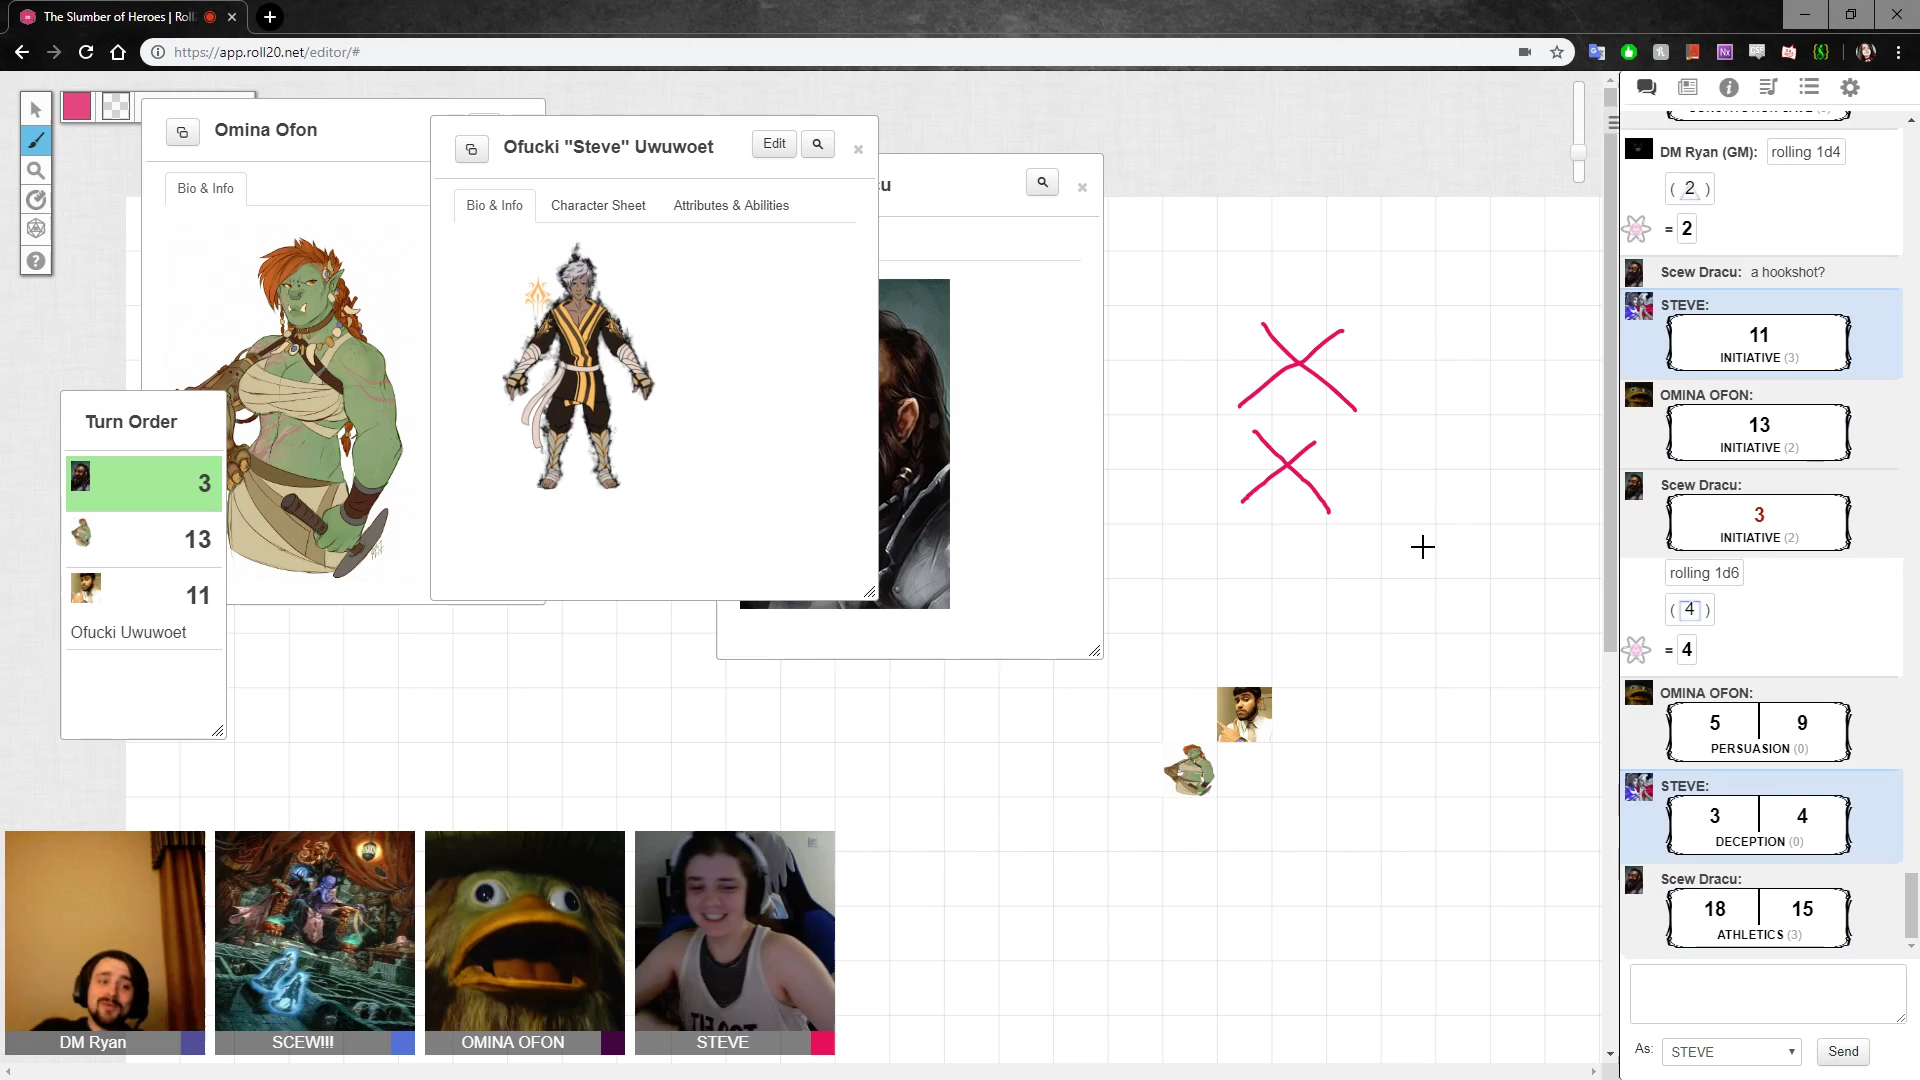 The Slumber of Heroes | Roll
https://app.roll20.net/editor/#
Omina Ofon
Bio & Info
Ofucki "Steve" Uwuwoet
Edit
Bio & Info
Character Sheet
Attributes & Abilities
cu
Turn Order
3
13
11
Ofucki Uwuwoet
DM Ryan
SCEW!!!
OMINA OFON
STEVE
DM Ryan (GM): rolling 1d4
( 2 )
= 2
Scew Dracu: a hookshot?
STEVE:
11
INITIATIVE (3)
OMINA OFON:
13
INITIATIVE (2)
Scew Dracu:
3
INITIATIVE (2)
rolling 1d6
( 4 )
= 4
OMINA OFON:
5 9
PERSUASION (0)
STEVE:
3 4
DECEPTION (0)
Scew Dracu:
18 15
ATHLETICS (3)
As: STEVE
Send